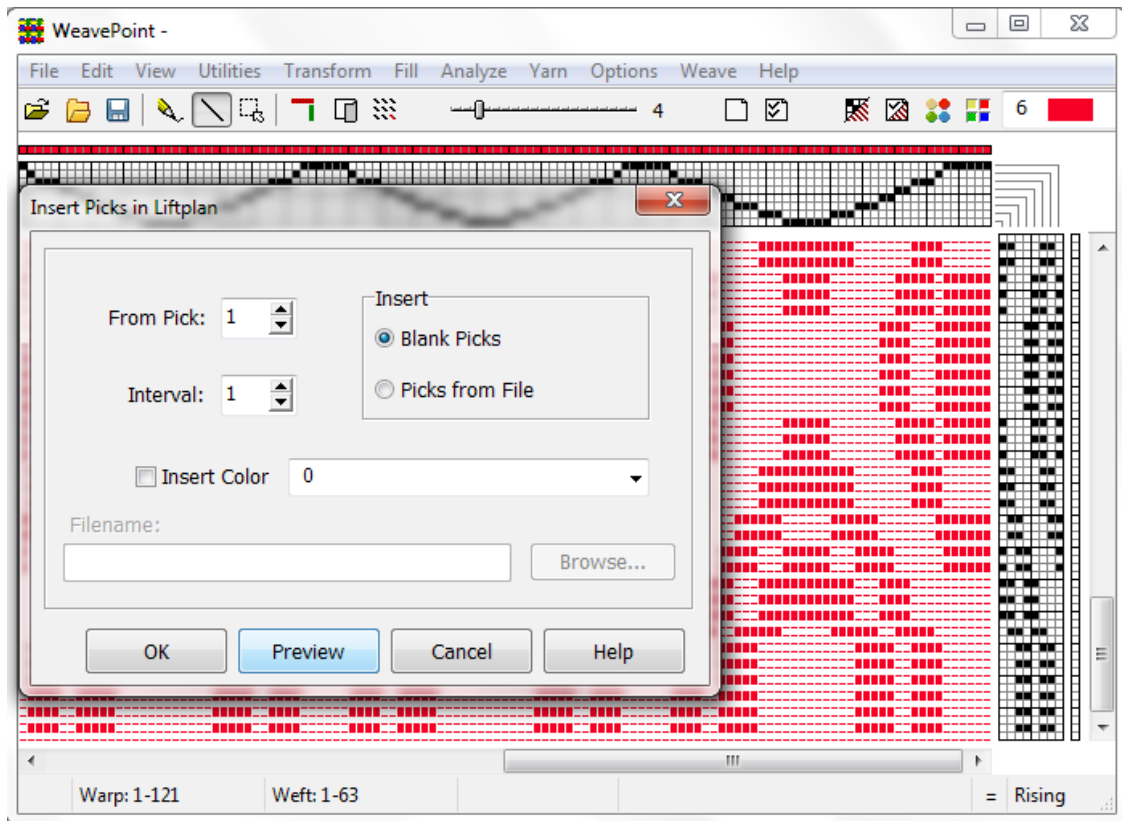 WeavePoint -
File Edit View Utilities Transform Fill Analyze Yarn Options Weave Help
4 6
Insert Picks in Liftplan
From Pick: 1
Insert
Blank Picks
Interval: 1
Picks from File
Insert Color 0
Filename:
Browse...
OK Preview Cancel Help
Warp: 1-121 Weft: 1-63 = Rising